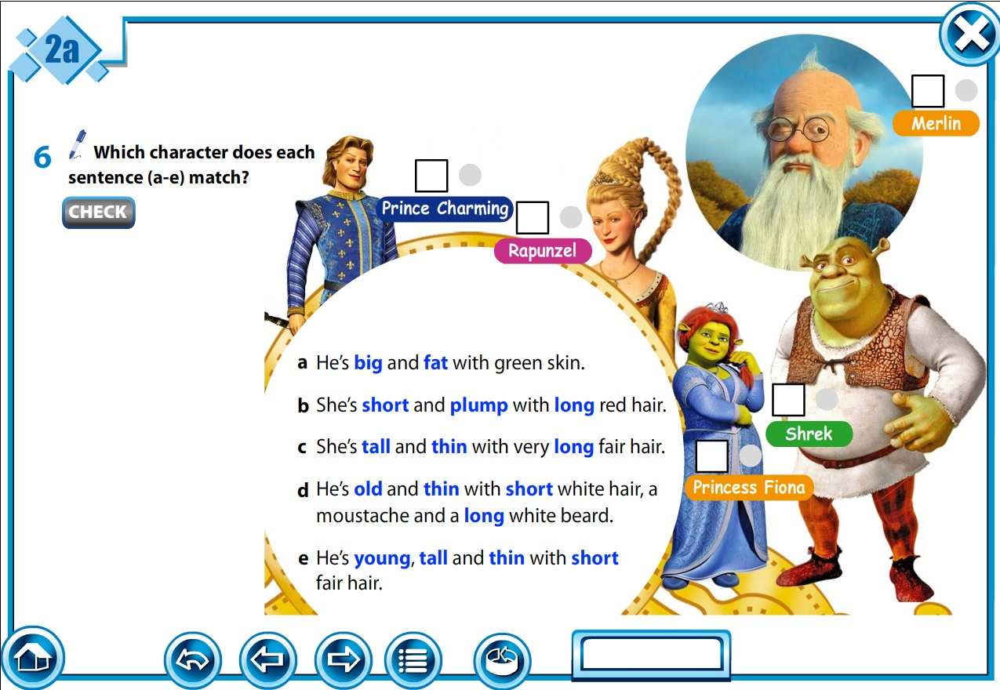 2a
6 Which character does each
sentence (a-e) match?
CHECK
Merlin
Prince Charming
Rapunzel
a He's big and fat with green skin.
b She's short and plump with long red hair.
c She's tall and thin with very long fair hair.
d He's old and thin with short white hair, a
moustache and a long white beard.
e He's young, tall and thin with short
fair hair.
Shrek
Princess Fiona